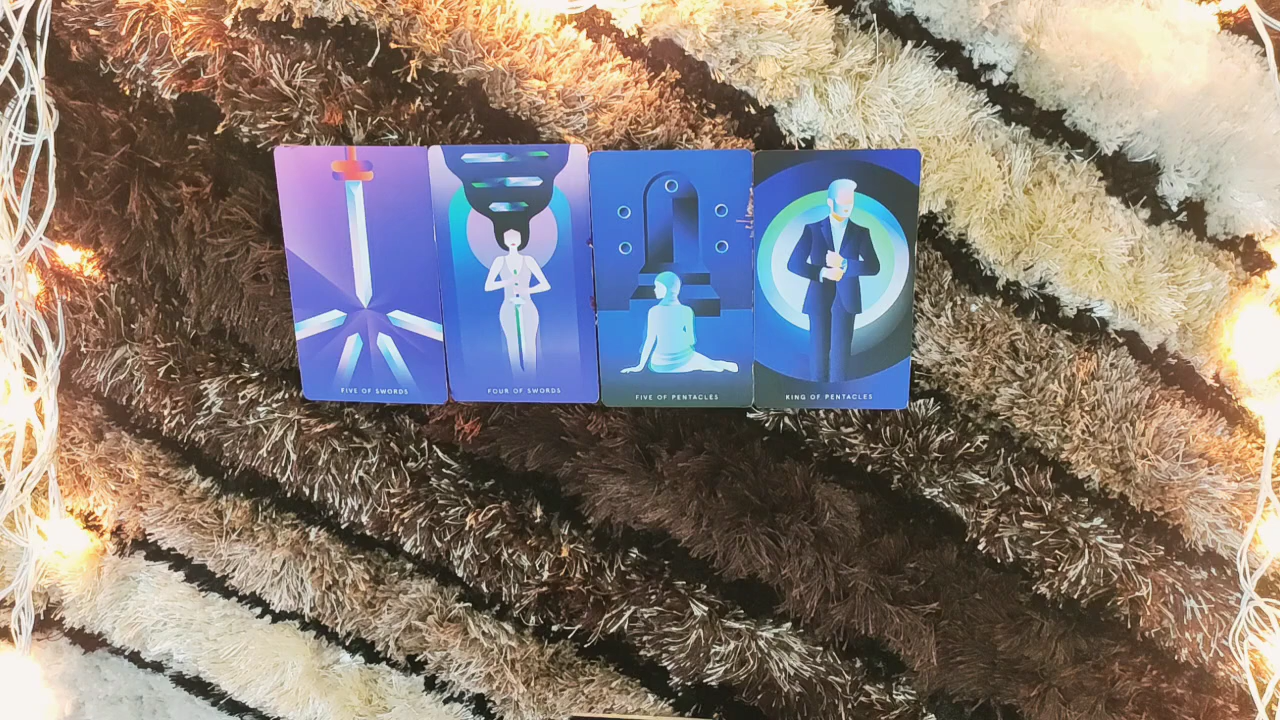 FIVE OF SWORDS
FOUR OF SWORDS
FIVE OF PENTACLES
KING OF PENTACLES